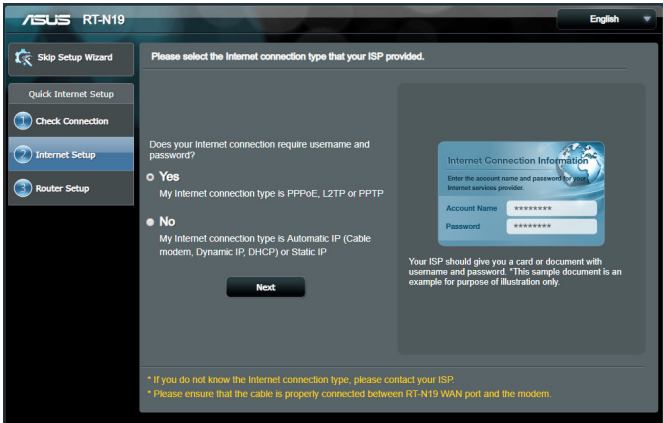 ASUS RT-N19
English
Skip Setup Wizard
Please select the Internet connection type that your ISP provided.
Quick Internet Setup
1 Check Connection
2 Internet Setup
3 Router Setup
Does your Internet connection require username and
password?
Yes
My Internet connection type is PPPoE, L2TP or PPTP
No
My Internet connection type is Automatic IP (Cable
modem, Dynamic IP, DHCP) or Static IP
Next
Internet Connection Information
Enter the account name and password for your
Internet services provider.
Account Name ********
Password ********
Your ISP should give you a card or document with
username and password. *This sample document is an
example for purpose of illustration only.
* If you do not know the Internet connection type, please contact your ISP.
* Please ensure that the cable is properly connected between RT-N19 WAN port and the modem.